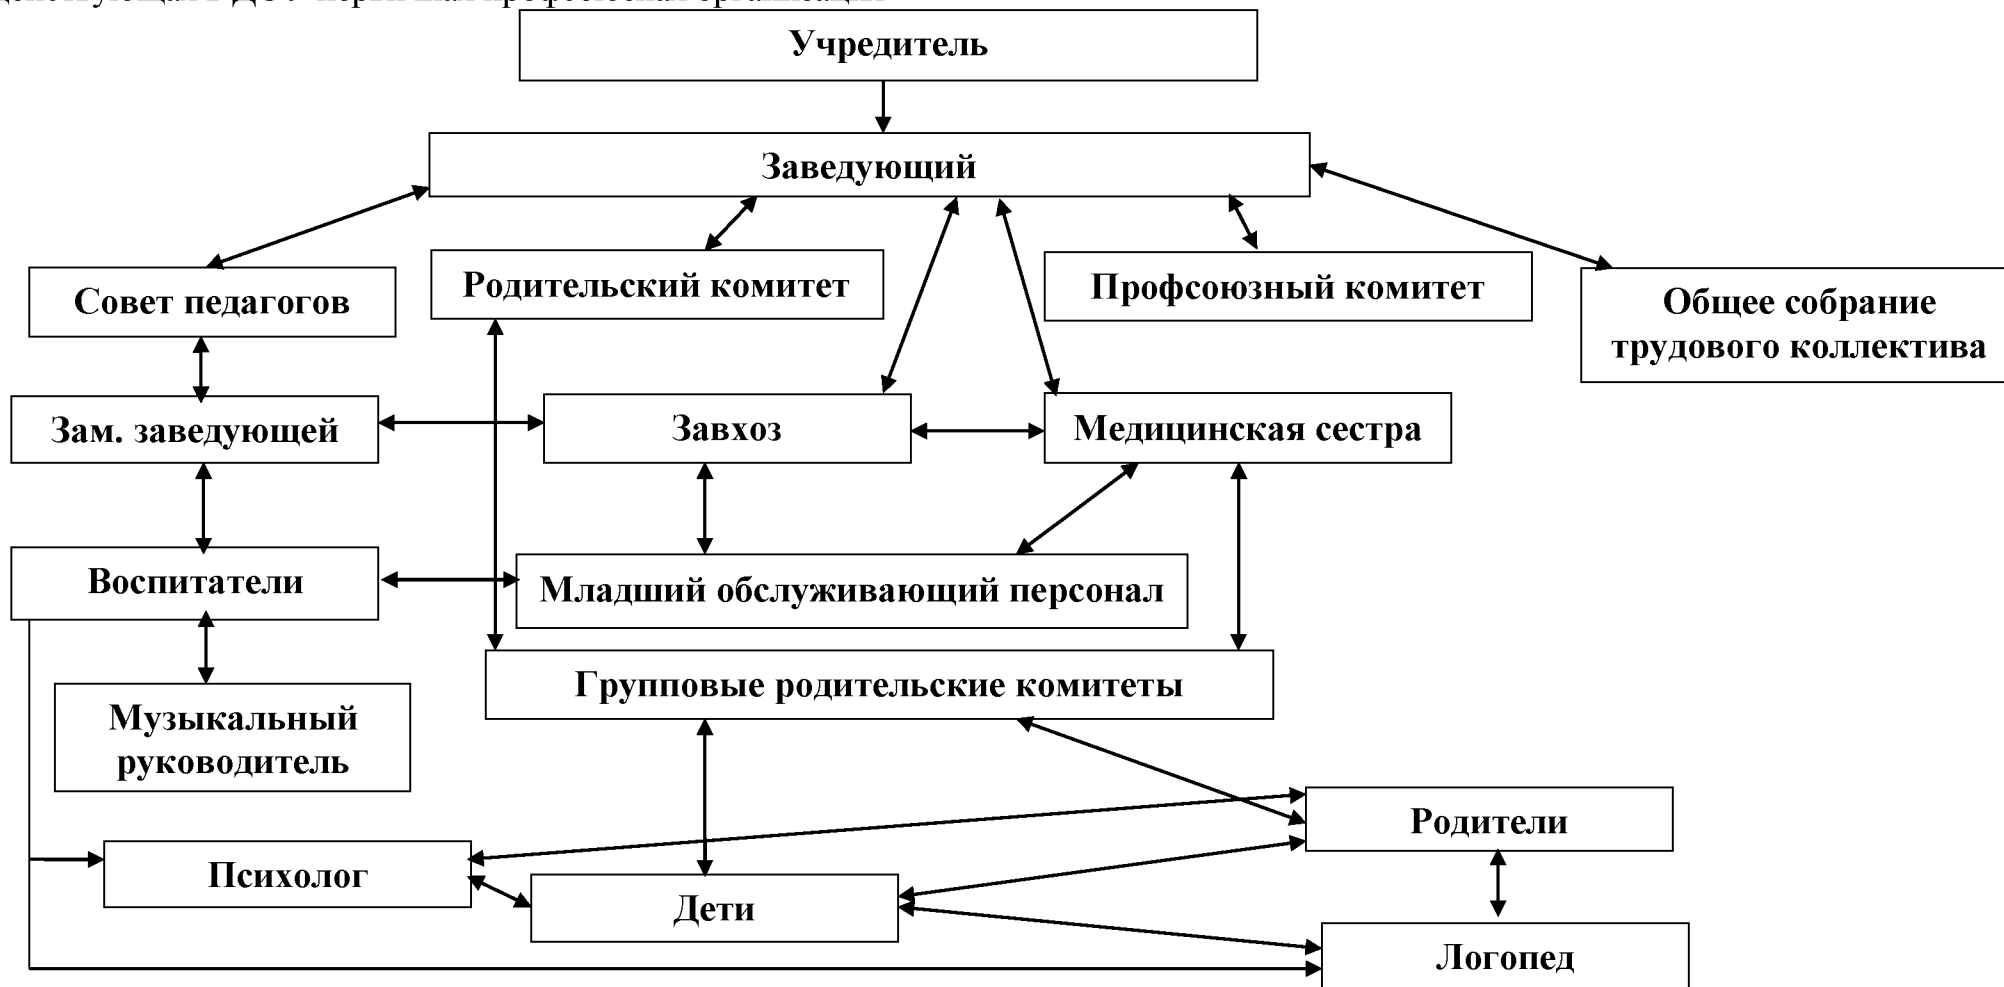 Учредитель
Заведующий
Совет педагогов
Родительский комитет
Профсоюзный комитет
Общее собрание
трудового коллектива
Зам. заведующей
Завхоз
Медицинская сестра
Воспитатели
Младший обслуживающий персонал
Групповые родительские комитеты
Музыкальный
руководитель
Родители
Психолог
Дети
Логопед